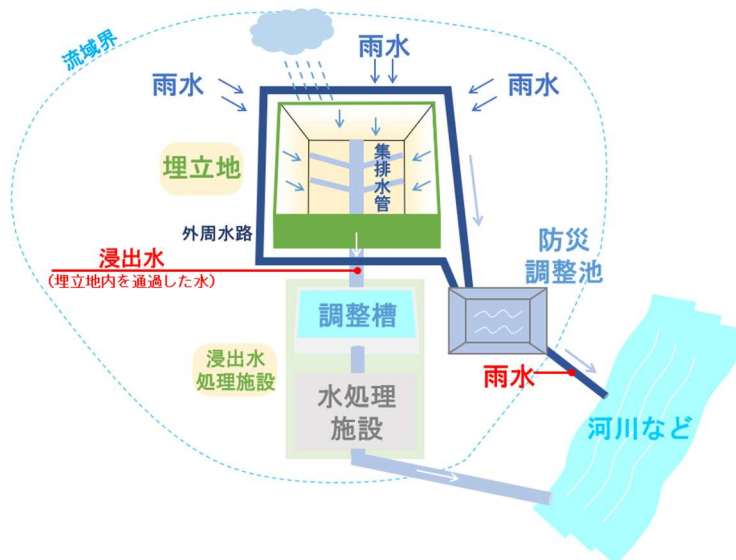 流域界
雨水
雨水
雨水
埋立地
集排水管
外周水路
浸出水
(埋立地内を通過した水)
防災
調整池
調整槽
浸出水
処理施設
水処理
施設
雨水
河川など